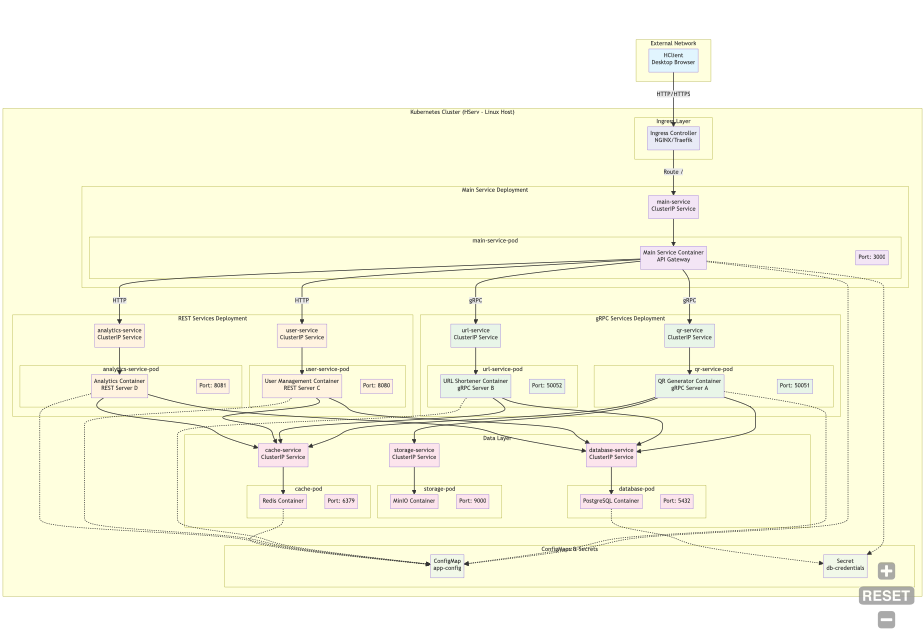 External Network
HClient
Desktop Browser
HTTP/HTTPS
Kubernetes Cluster (HServ - Linux Host)
Ingress Layer
Ingress Controller
NGINX/Traefik
Route /
Main Service Deployment
main-service
ClusterIP Service
main-service-pod
Main Service Container
API Gateway
Port: 3000
HTTP
HTTP
gRPC
gRPC
REST Services Deployment
gRPC Services Deployment
analytics-service
ClusterIP Service
user-service
ClusterIP Service
url-service
ClusterIP Service
qr-service
ClusterIP Service
analytics-service-pod
user-service-pod
url-service-pod
qr-service-pod
Analytics Container
REST Server D
Port: 8081
User Management Container
REST Server C
Port: 8080
URL Shortener Container
gRPC Server B
Port: 50052
QR Generator Container
gRPC Server A
Port: 50051
Data Layer
cache-service
ClusterIP Service
storage-service
ClusterIP Service
database-service
ClusterIP Service
cache-pod
storage-pod
database-pod
Redis Container
Port: 6379
MinIO Container
Port: 9000
PostgreSQL Container
Port: 5432
ConfigMaps & Secrets
ConfigMap
app-config
Secret
db-credentials
RESET